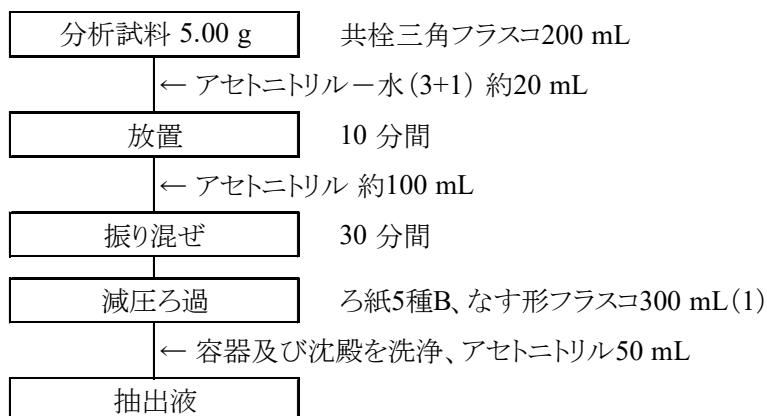 分析試料 5.00 g　共栓三角フラスコ200 mL
← アセトニトリル－水（3+1） 約20 mL
放置　10 分間
← アセトニトリル 約100 mL
振り混ぜ　30 分間
減圧ろ過　ろ紙5種B、なす形フラスコ300 mL（1）
← 容器及び沈殿を洗浄、アセトニトリル50 mL
抽出液